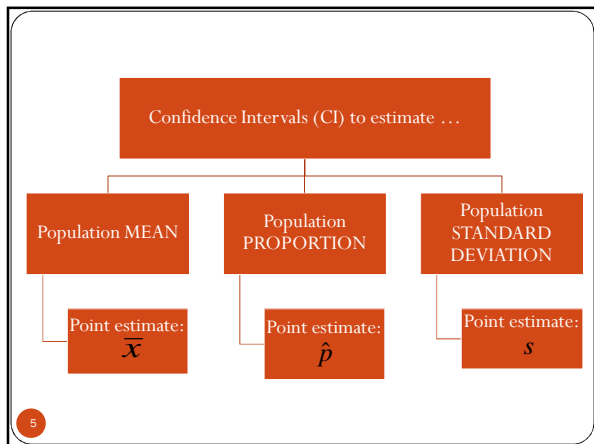 Confidence Intervals (CI) to estimate …
Population MEAN
Population
PROPORTION
Population
STANDARD
DEVIATION
Point estimate:
x̅
Point estimate:
p̂
Point estimate:
s
5